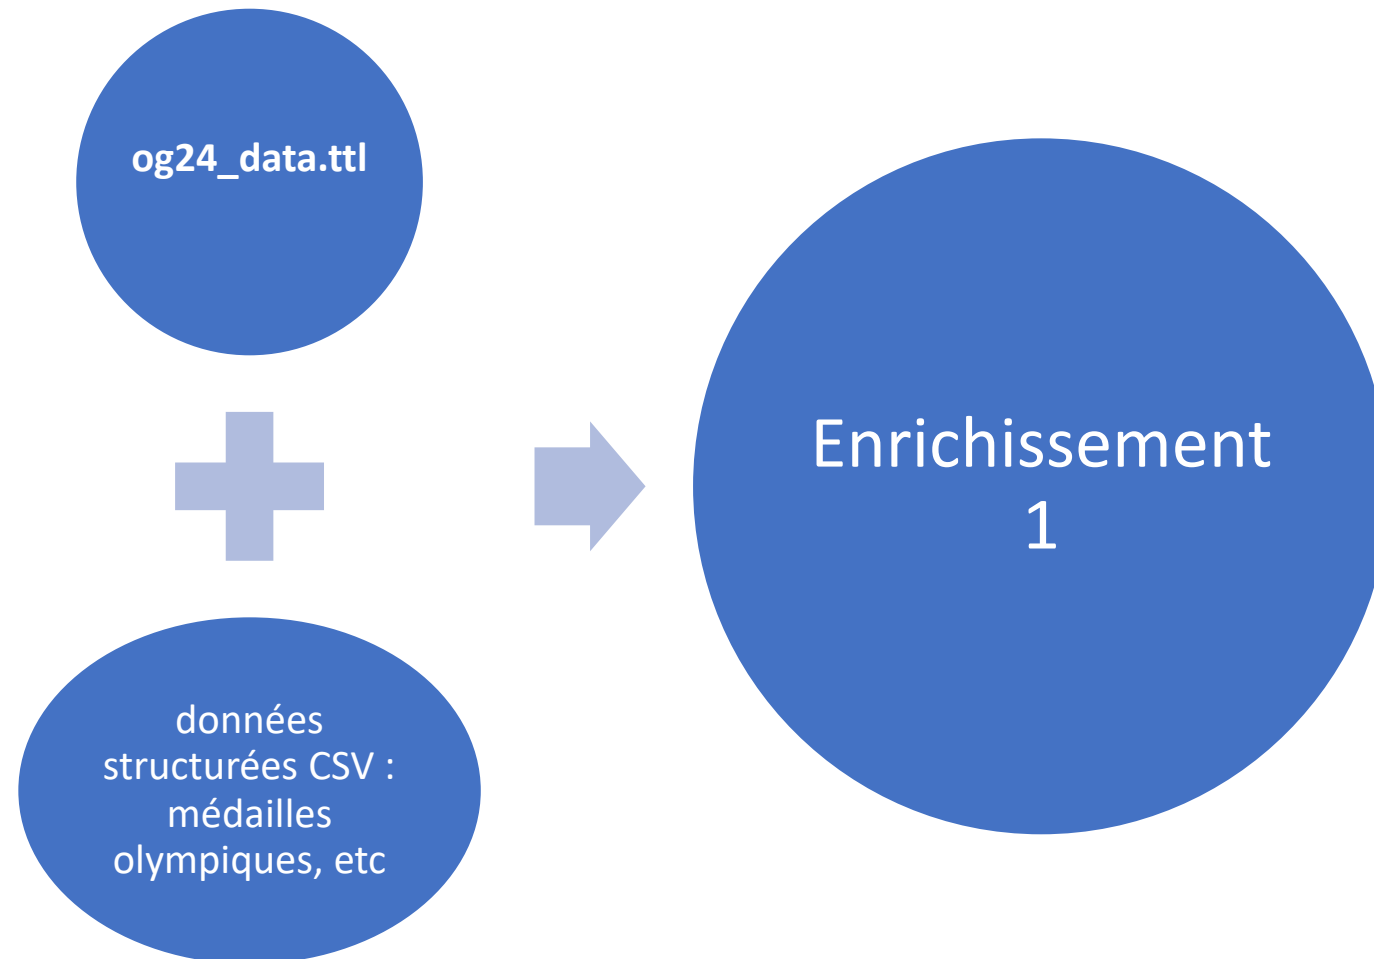 og24_data.ttl
données
structurées CSV :
médailles
olympiques, etc
Enrichissement
1